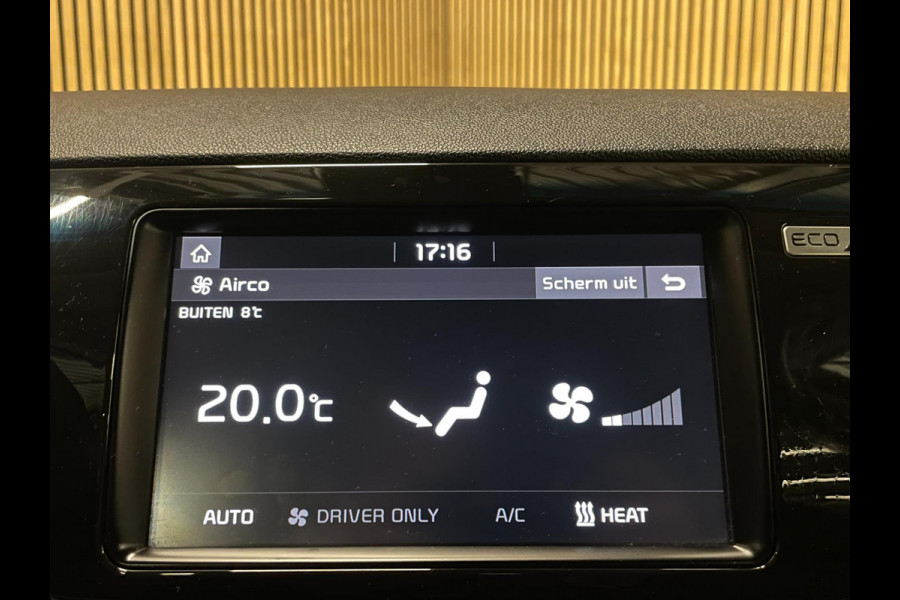 17:16
ECO
Airco
Scherm uit
BUITEN 8℃
20.0℃
AUTO
DRIVER ONLY
A/C
HEAT